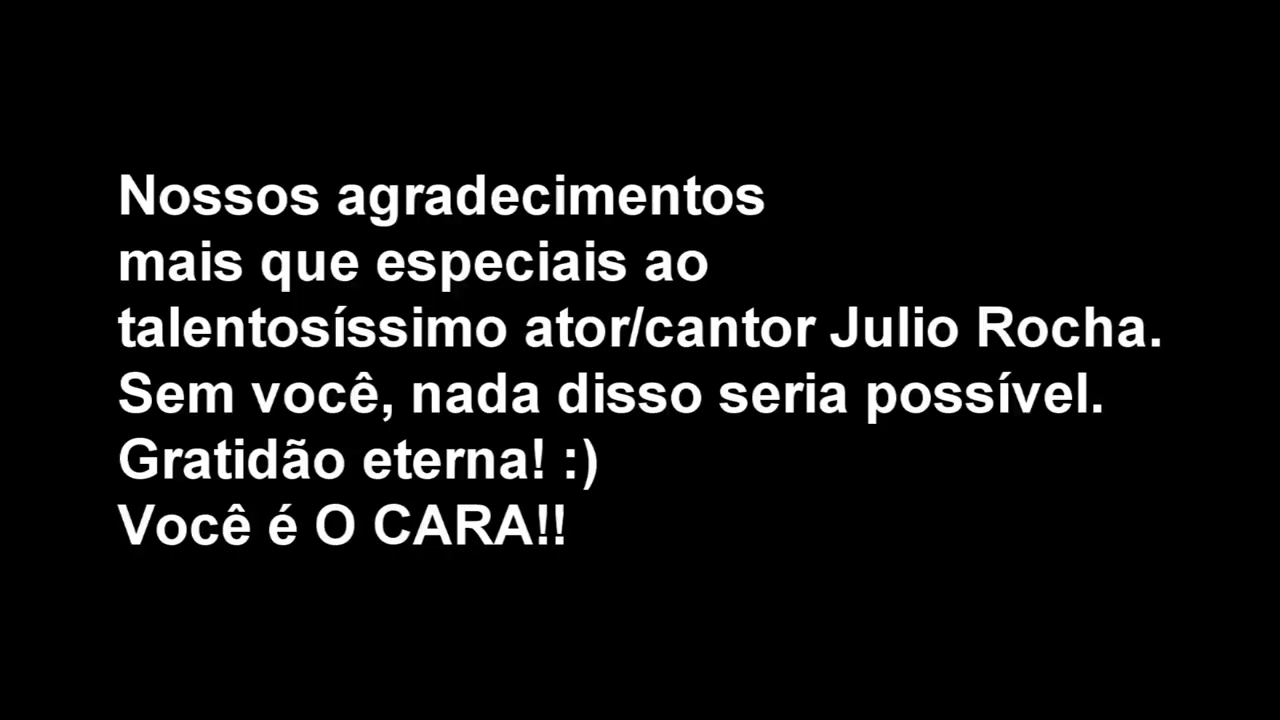 Nossos agradecimentos
mais que especiais ao
talentosíssimo ator/cantor Julio Rocha.
Sem você, nada disso seria possível.
Gratidão eterna! :)
Você é O CARA!!